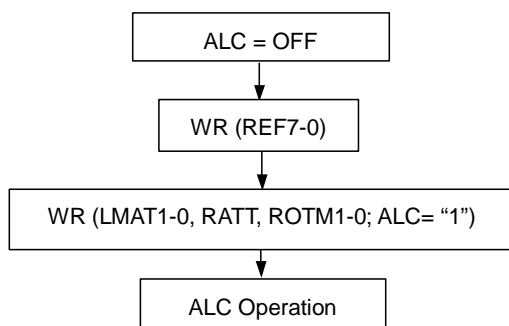 ALC = OFF
WR (REF7-0)
WR (LMAT1-0, RATT, ROTM1-0; ALC= “1”)
ALC Operation